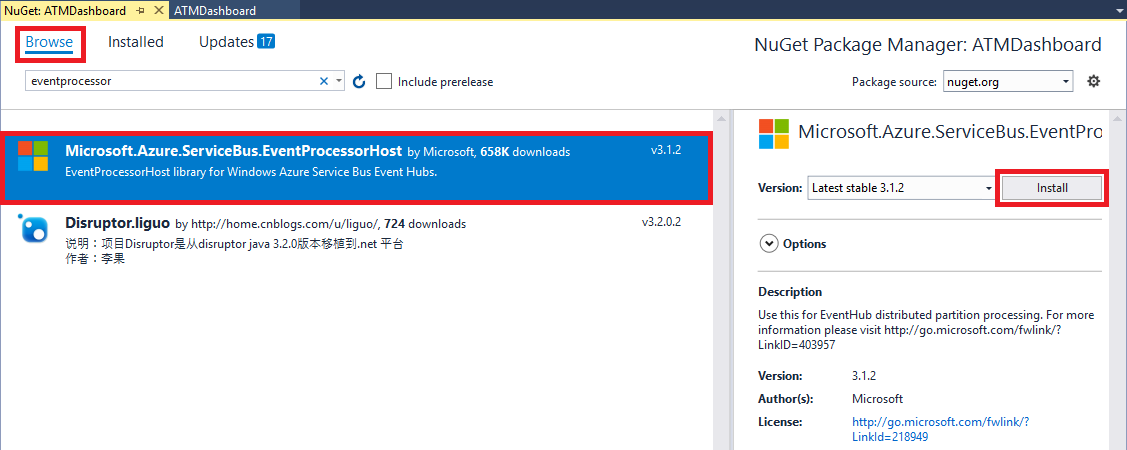 NuGet: ATMDashboard
ATMDashboard
Browse
Installed
Updates 17
NuGet Package Manager: ATMDashboard
eventprocessor
Include prerelease
Package source: nuget.org
Microsoft.Azure.ServiceBus.EventProcessorHost by Microsoft, 658K downloads
v3.1.2
EventProcessorHost library for Windows Azure Service Bus Event Hubs.
Disruptor.liguo by http://home.cnblogs.com/u/liguo/, 724 downloads
v3.2.0.2
说明：项目Disruptor是从disruptor java 3.2.0版本移植到.net 平台
作者：李果
Microsoft.Azure.ServiceBus.EventPro
Version: Latest stable 3.1.2
Install
Options
Description
Use this for EventHub distributed partition processing. For more
information please visit http://go.microsoft.com/fwlink/?
LinkID=403957
Version: 3.1.2
Author(s): Microsoft
License: http://go.microsoft.com/fwlink/?
LinkId=218949